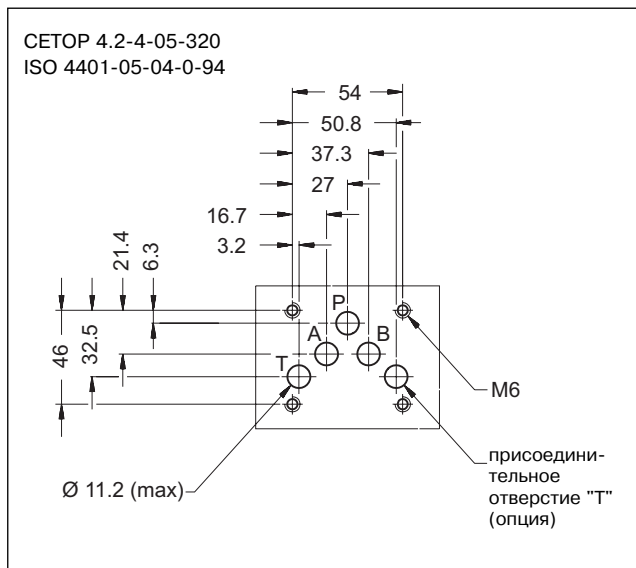 СЕТОР 4.2-4-05-320
ISO 4401-05-04-0-94
54
50.8
37.3
27
16.7
3.2
21.4
6.3
46
32.5
P
A
B
T
M6
Ø 11.2 (max)
присоедини-
тельное
отверстие "Т"
(опция)